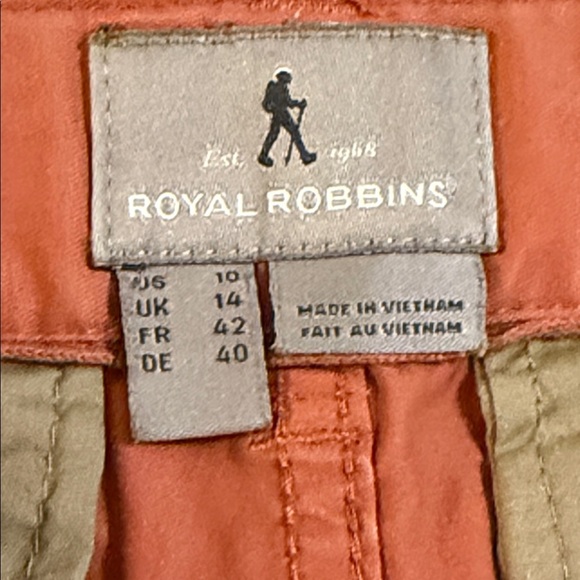 Est. 1968
ROYAL ROBBINS
US 10
UK 14
FR 42
DE 40
MADE IN VIETNAM
FAIT AU VIETNAM